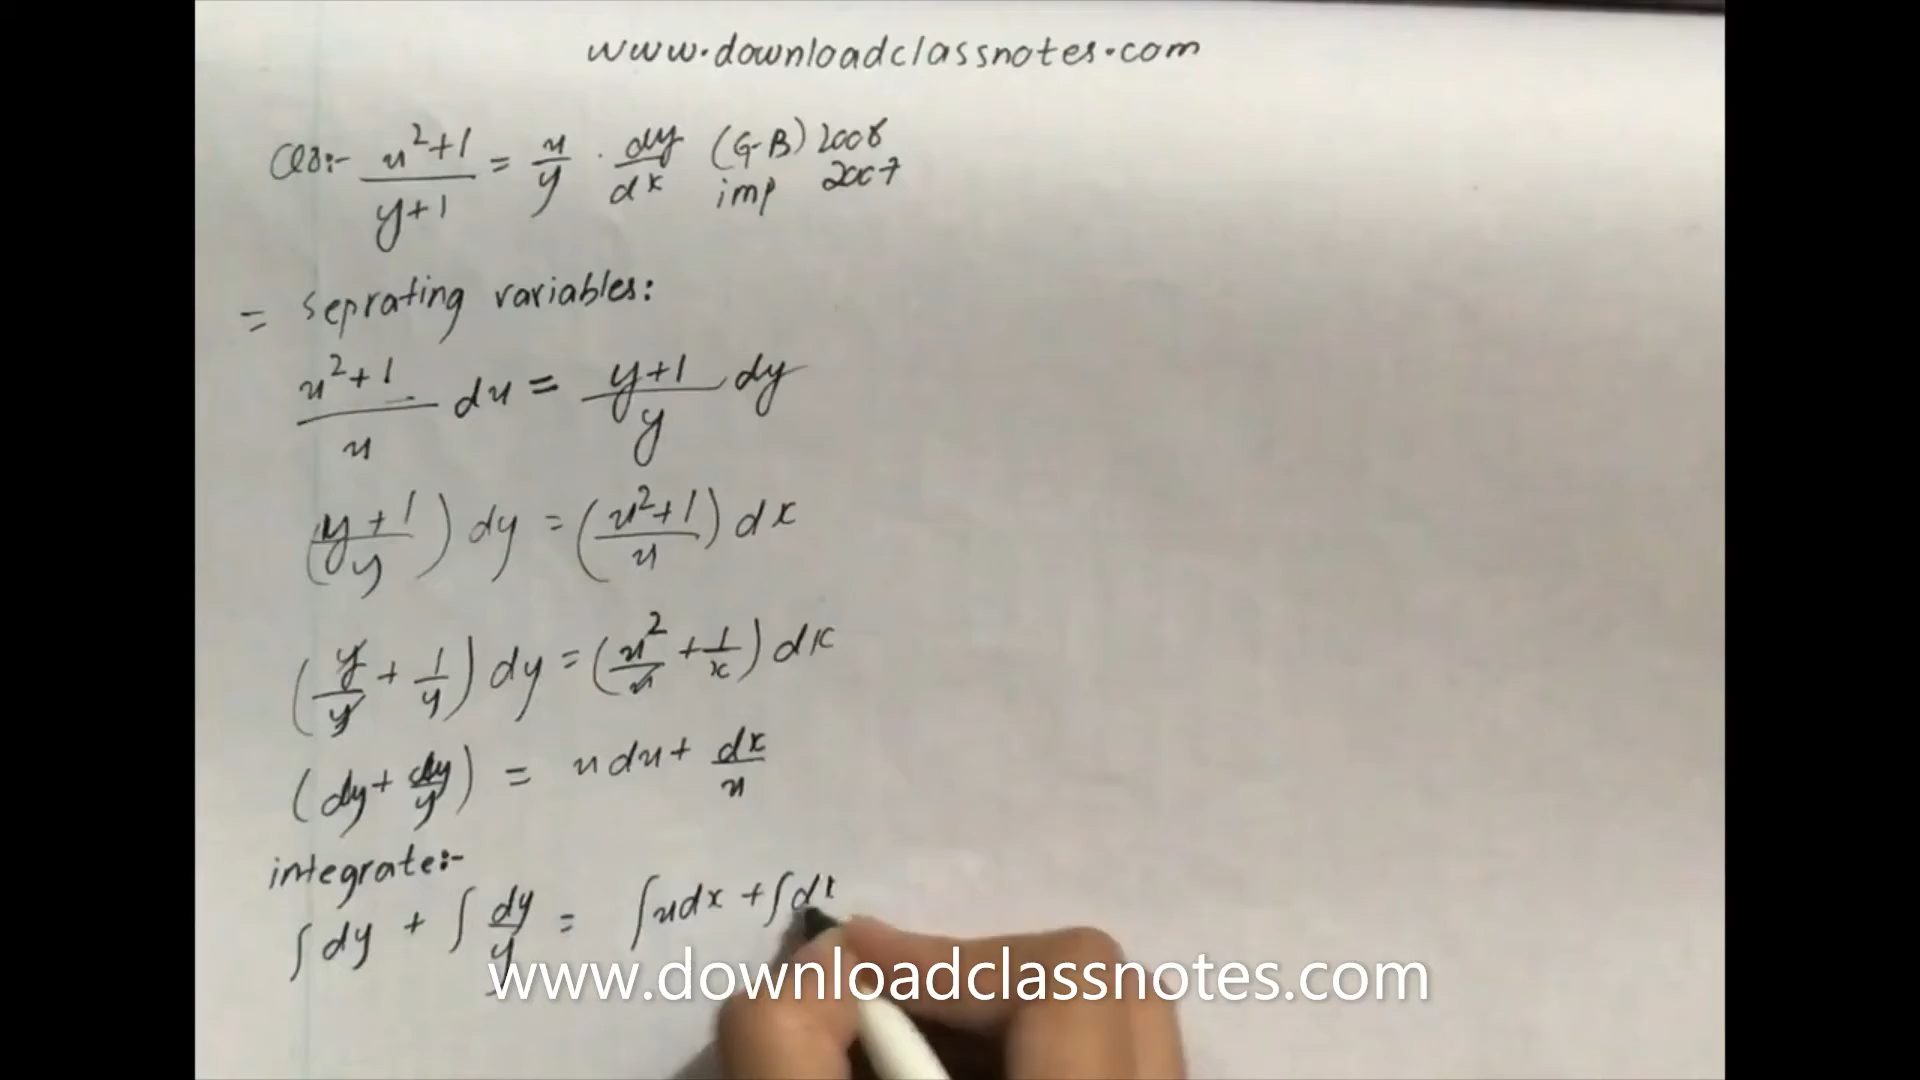 www.downloadclassnotes.com
Q8:- x²+1/y+1 = x/y . dy/dx (G-B) 2008
imp 2007
= Seprating variables:
x²+1/x dx = y+1/y dy
(y+1/y) dy = (x²+1/x) dx
(y/y + 1/y) dy = (x²/x + 1/x) dx
(dy + dy/y) = x dx + dx/x
integrate:-
∫dy + ∫dy/y = ∫xdx + ∫dx
www.downloadclassnotes.com